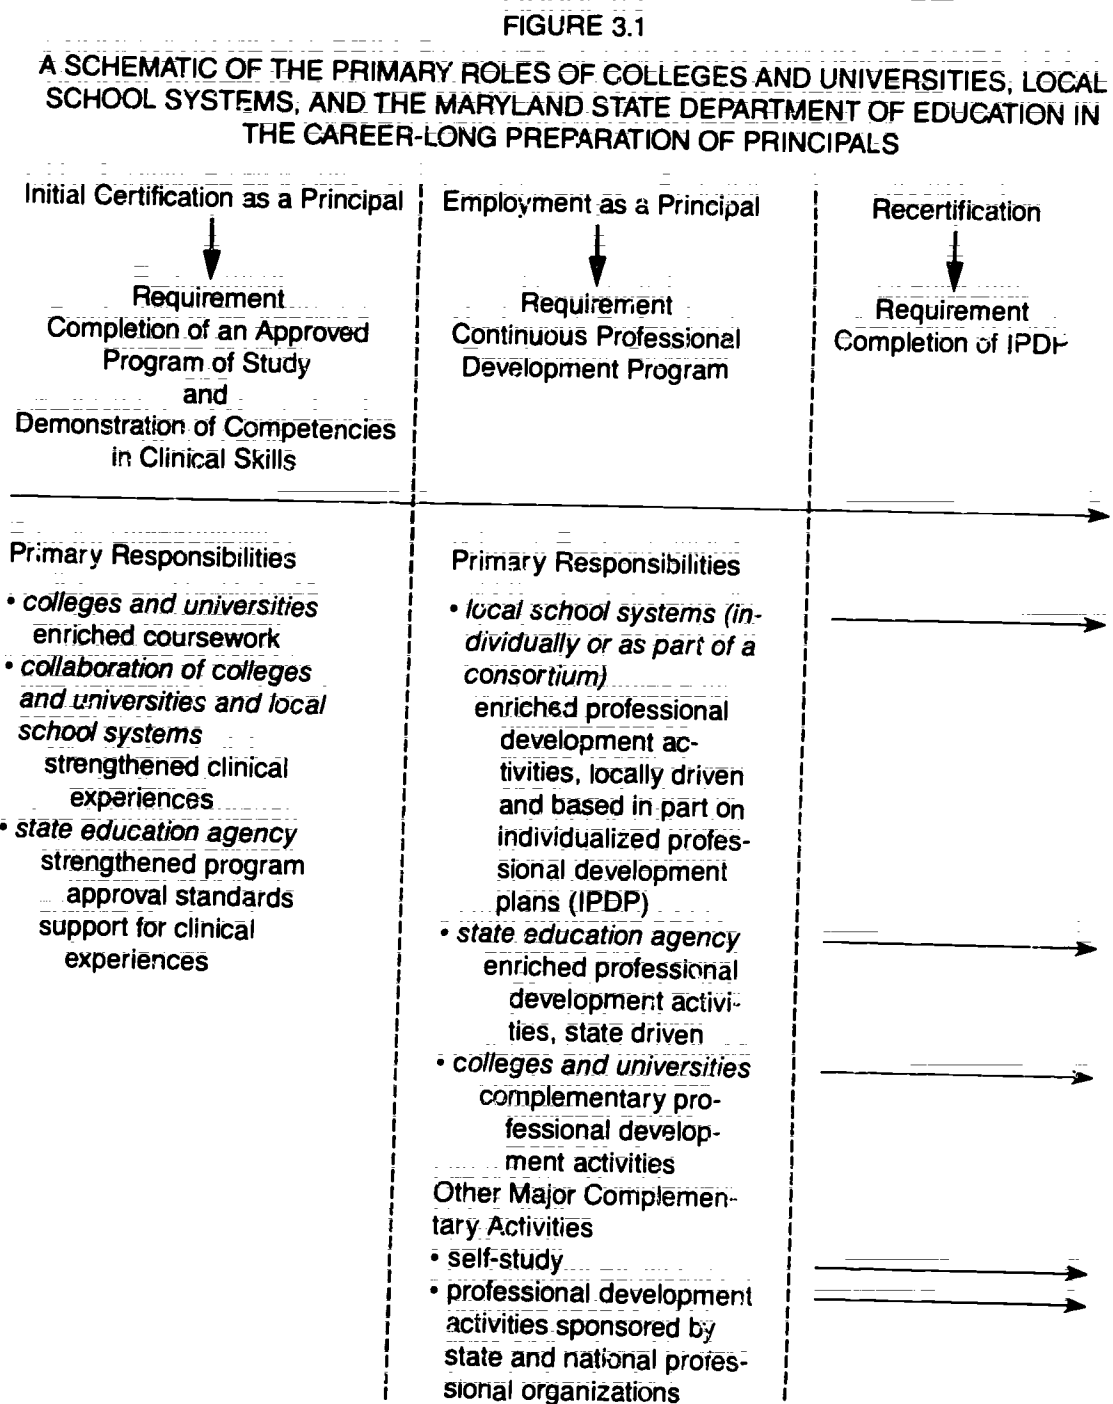 FIGURE 3.1
A SCHEMATIC OF THE PRIMARY ROLES OF COLLEGES AND UNIVERSITIES, LOCAL
SCHOOL SYSTEMS, AND THE MARYLAND STATE DEPARTMENT OF EDUCATION IN
THE CAREER-LONG PREPARATION OF PRINCIPALS
Initial Certification as a Principal
Requirement
Completion of an Approved
Program of Study
and
Demonstration of Competencies
in Clinical Skills
Employment as a Principal
Requirement
Continuous Professional
Development Program
Recertification
Requirement
Completion of IPDP
Primary Responsibilities
• colleges and universities
enriched coursework
• collaboration of colleges
and universities and local
school systems
strengthened clinical
experiences
• state education agency
strengthened program
approval standards
support for clinical
experiences
Primary Responsibilities
• local school systems (in-
dividually or as part of a
consortium)
enriched professional
development ac-
tivities, locally driven
and based in part on
individualized profes-
sional development
plans (IPDP)
• state education agency
enriched professional
development activi-
ties, state driven
• colleges and universities
complementary pro-
fessional develop-
ment activities
Other Major Complemen-
tary Activities
• self-study
• professional development
activities sponsored by
state and national profes-
sional organizations